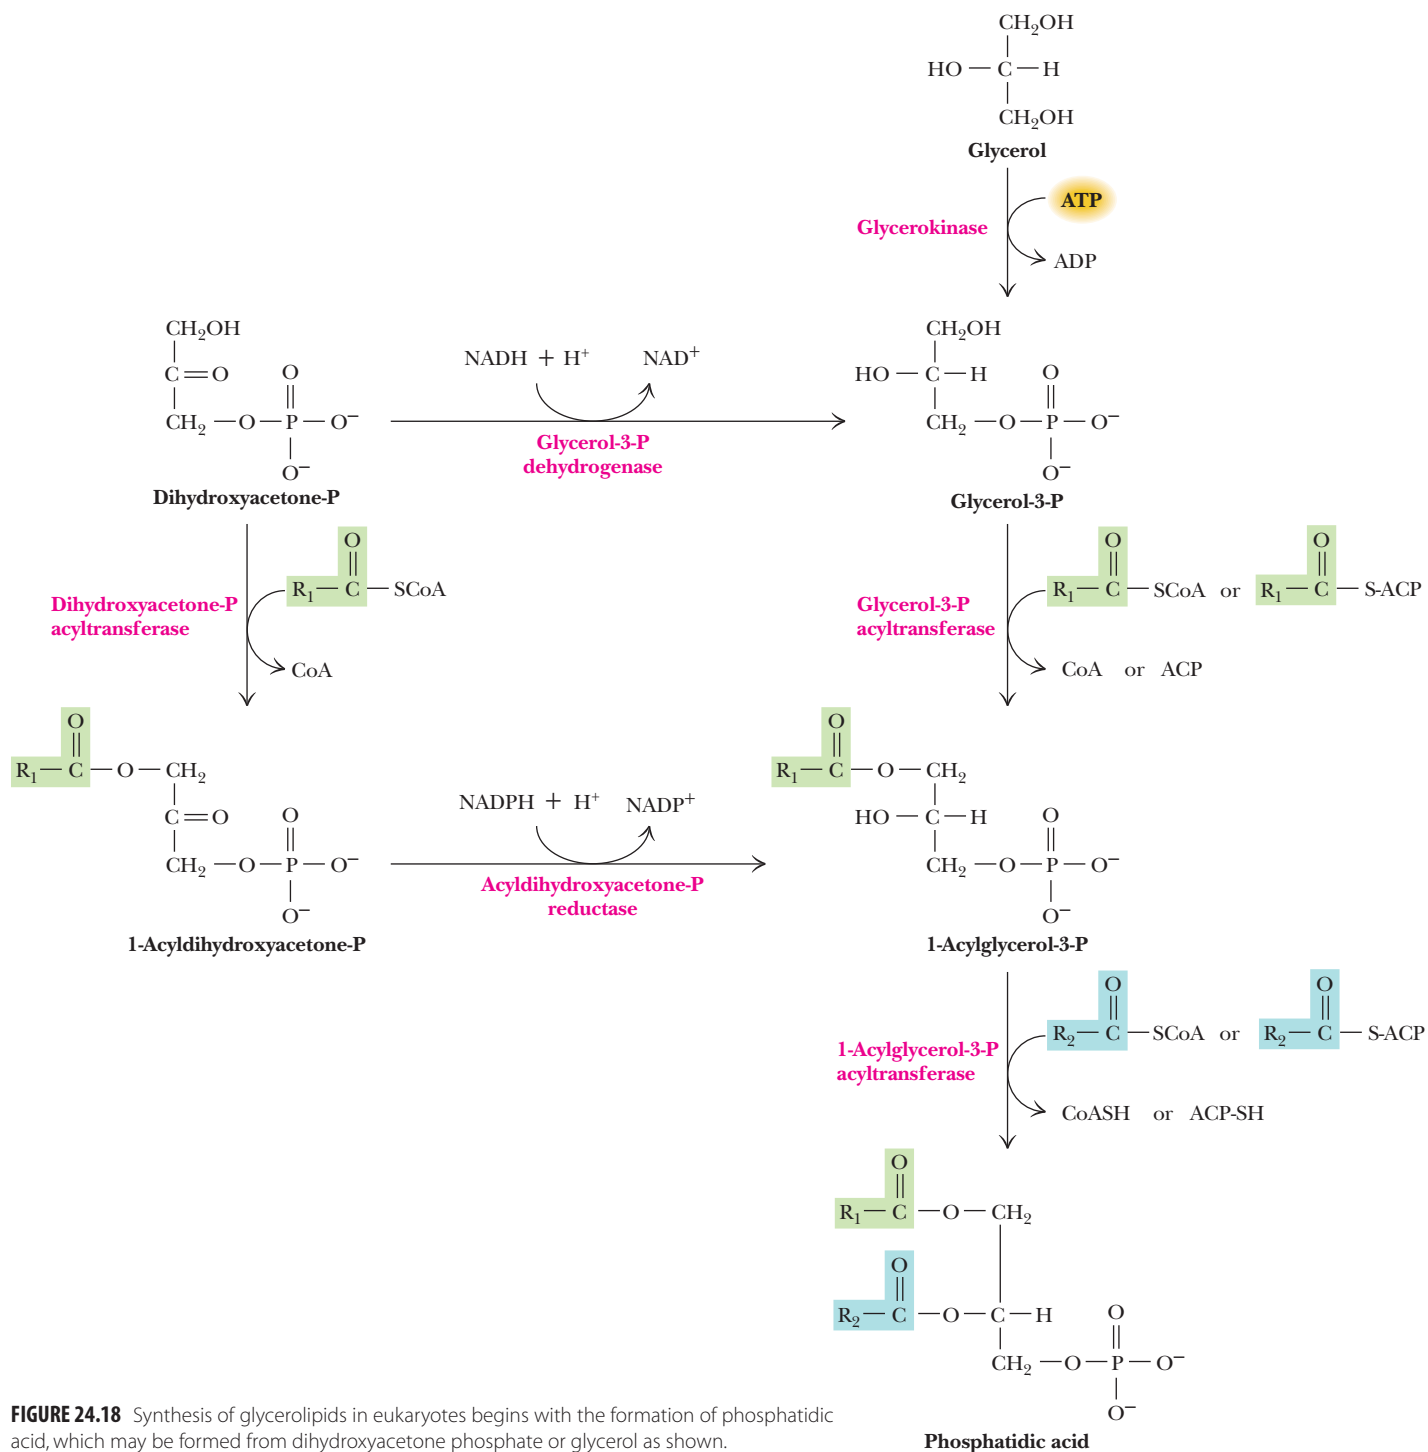 CH₂OH
HO — C — H
CH₂OH
Glycerol
ATP
Glycerokinase
ADP
CH₂OH
C═O
O
CH₂ — O — P — O⁻
O⁻
Dihydroxyacetone-P
NADH + H⁺ NAD⁺
Glycerol-3-P
dehydrogenase
CH₂OH
HO — C — H
O
CH₂ — O — P — O⁻
O⁻
Glycerol-3-P
O
R₁ — C — SCoA
Dihydroxyacetone-P
acyltransferase
CoA
O O
R₁ — C — SCoA or R₁ — C — S-ACP
Glycerol-3-P
acyltransferase
CoA or ACP
O
R₁ — C — O — CH₂
C═O
O
CH₂ — O — P — O⁻
O⁻
1-Acyldihydroxyacetone-P
NADPH + H⁺ NADP⁺
Acyldihydroxyacetone-P
reductase
O
R₁ — C — O — CH₂
HO — C — H
O
CH₂ — O — P — O⁻
O⁻
1-Acylglycerol-3-P
O O
R₂ — C — SCoA or R₂ — C — S-ACP
1-Acylglycerol-3-P
acyltransferase
CoASH or ACP-SH
O
R₁ — C — O — CH₂
O
R₂ — C — O — C — H
O
CH₂ — O — P — O⁻
O⁻
Phosphatidic acid
FIGURE 24.18 Synthesis of glycerolipids in eukaryotes begins with the formation of phosphatidic
acid, which may be formed from dihydroxyacetone phosphate or glycerol as shown.